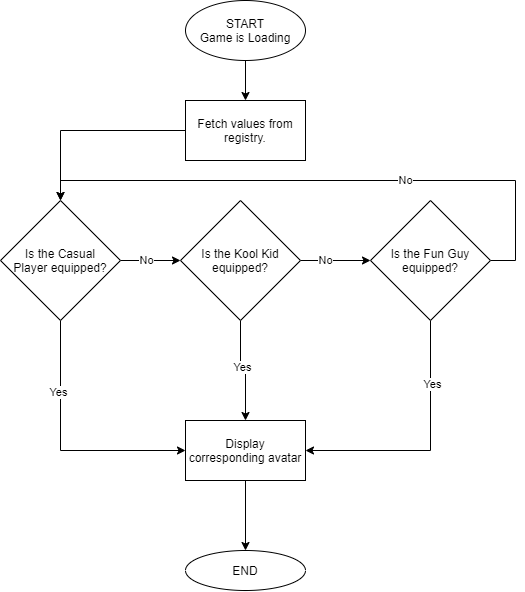 START
Game is Loading
Fetch values from
registry.
No
Is the Casual
Player equipped?
No
Is the Kool Kid
equipped?
No
Is the Fun Guy
equipped?
Yes
Yes
Yes
Display
corresponding avatar
END